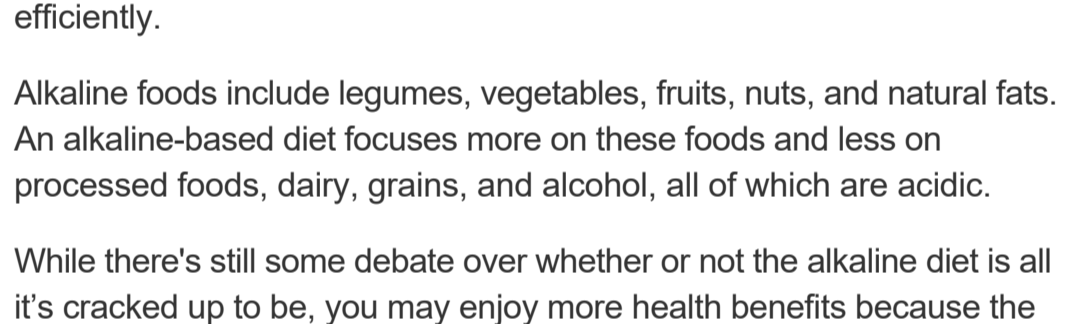 efficiently.
Alkaline foods include legumes, vegetables, fruits, nuts, and natural fats.
An alkaline-based diet focuses more on these foods and less on
processed foods, dairy, grains, and alcohol, all of which are acidic.
While there's still some debate over whether or not the alkaline diet is all
it’s cracked up to be, you may enjoy more health benefits because the